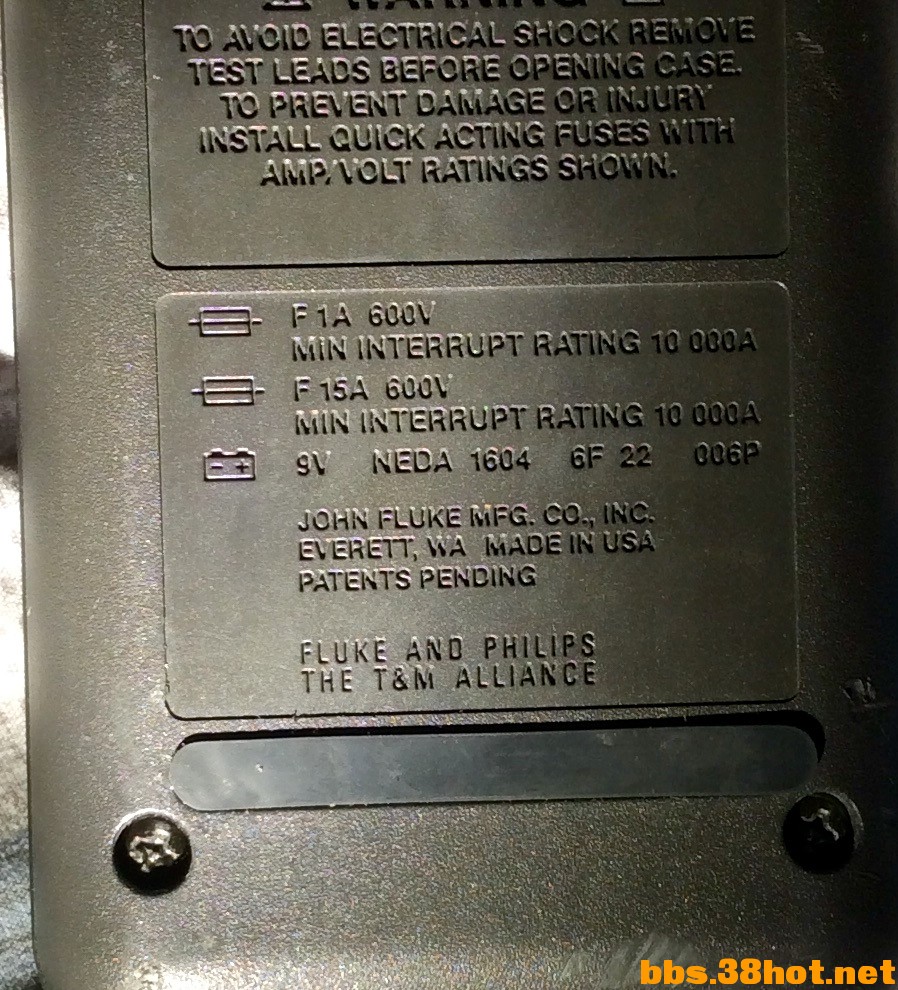 WARNING
TO AVOID ELECTRICAL SHOCK REMOVE
TEST LEADS BEFORE OPENING CASE.
TO PREVENT DAMAGE OR INJURY
INSTALL QUICK ACTING FUSES WITH
AMP/VOLT RATINGS SHOWN.
F 1A 600V
MIN INTERRUPT RATING 10 000A
F 15A 600V
MIN INTERRUPT RATING 10 000A
- +
9V NEDA 1604 6F 22 006P
JOHN FLUKE MFG. CO., INC.
EVERETT, WA MADE IN USA
PATENTS PENDING
FLUKE AND PHILIPS
THE T&M ALLIANCE
bbs.38hot.net